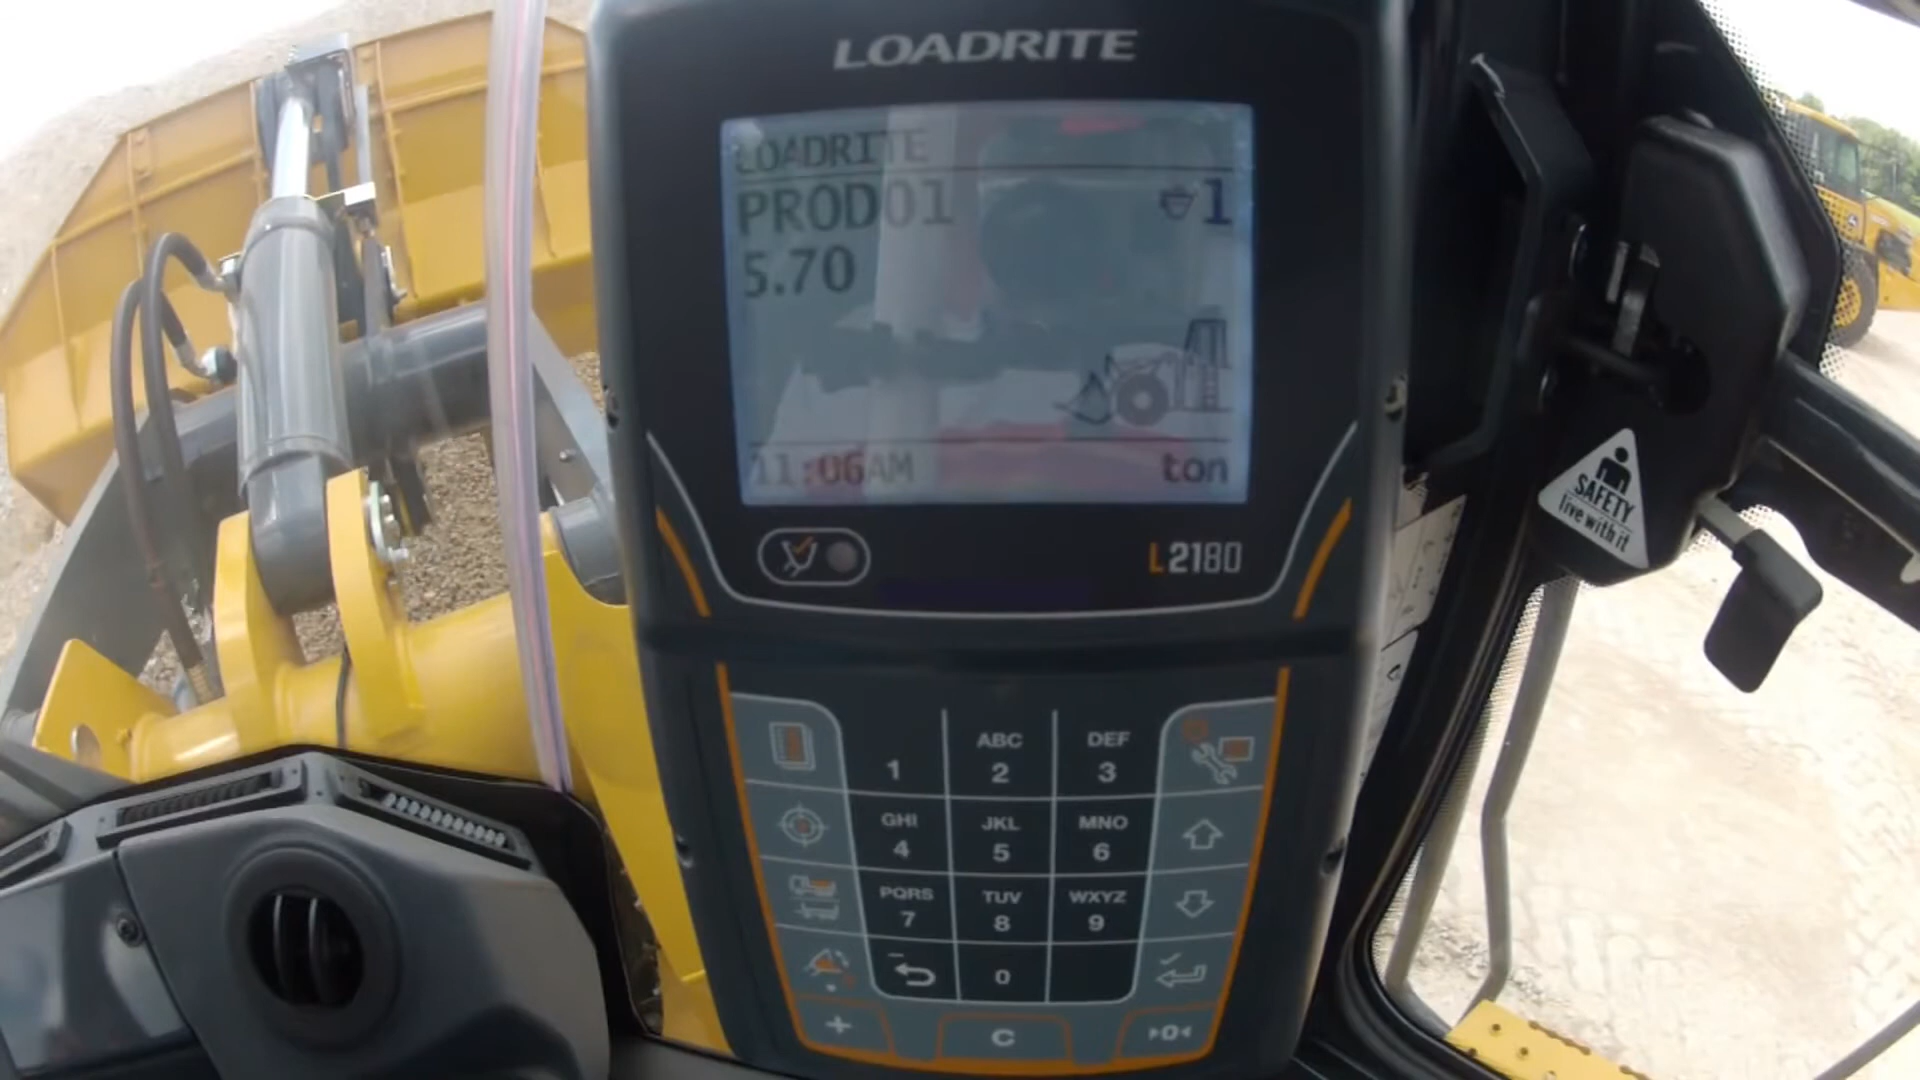 LOADRITE
LOADRITE
PROD01
1
5.70
11:06AM
ton
L2180
1
ABC
2
DEF
3
GHI
4
JKL
5
MNO
6
PQRS
7
TUV
8
WXYZ
9
0
+
C
▸0◂
SAFETY
live with it